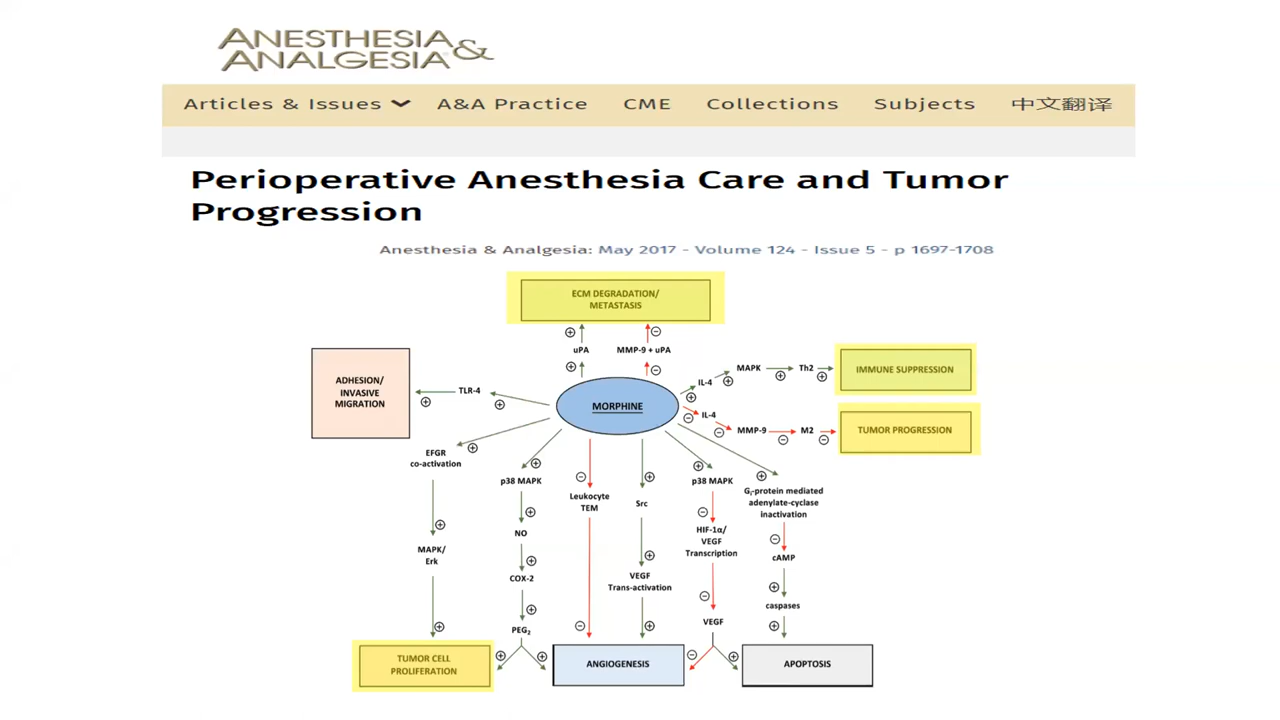 ANESTHESIA &
ANALGESIA
Articles & Issues A&A Practice CME Collections Subjects 中文翻译
Perioperative Anesthesia Care and Tumor
Progression
Anesthesia & Analgesia: May 2017 - Volume 124 - Issue 5 - p 1697-1708
ECM DEGRADATION/
METASTASIS
+ −
uPA MMP-9 + uPA
+ −
ADHESION/
INVASIVE
MIGRATION
+
TLR-4
+
MORPHINE
+
IL-4
+
MAPK
+
Th2
+
IMMUNE SUPPRESSION
−
IL-4
−
MMP-9
−
M2
−
TUMOR PROGRESSION
+
EFGR
co-activation
+
MAPK/
Erk
+
TUMOR CELL
PROLIFERATION
+
p38 MAPK
+
NO
+
COX-2
+
PEG2
+ +
−
Leukocyte
TEM
−
+
Src
+
VEGF
Trans-activation
+
ANGIOGENESIS
+
p38 MAPK
−
HIF-1α/
VEGF
Transcription
−
VEGF
− +
+
Gi-protein mediated
adenylate-cyclase
inactivation
−
cAMP
+
caspases
+
APOPTOSIS